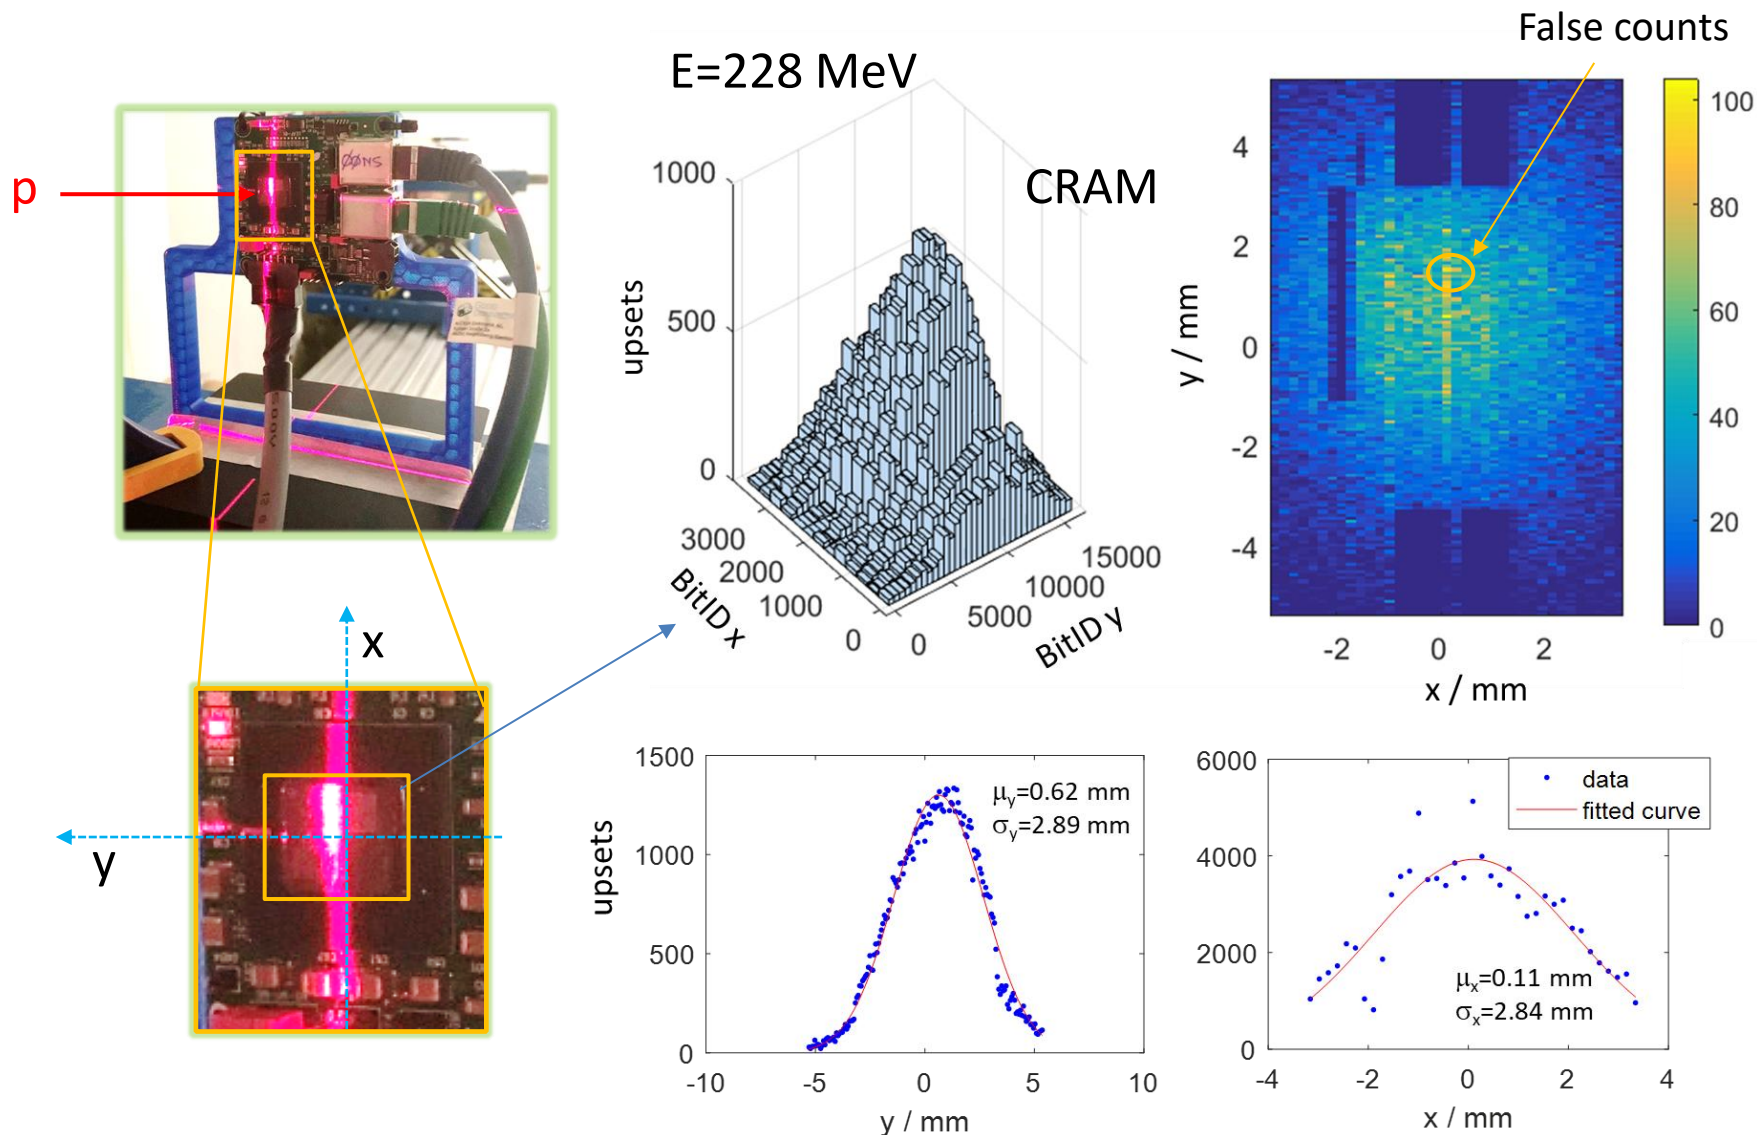 False counts
E=228 MeV
CRAM
p
ØØNS
1000
500
0
upsets
3000
2000
1000
0
BitID x
0
5000
10000
15000
BitID y
4
2
0
-2
-4
y / mm
-2
0
2
x / mm
100
80
60
40
20
0
x
y
1500
1000
500
0
upsets
μy=0.62 mm
σy=2.89 mm
-10
-5
0
5
10
y / mm
6000
4000
2000
0
data
fitted curve
μx=0.11 mm
σx=2.84 mm
-4
-2
0
2
4
x / mm